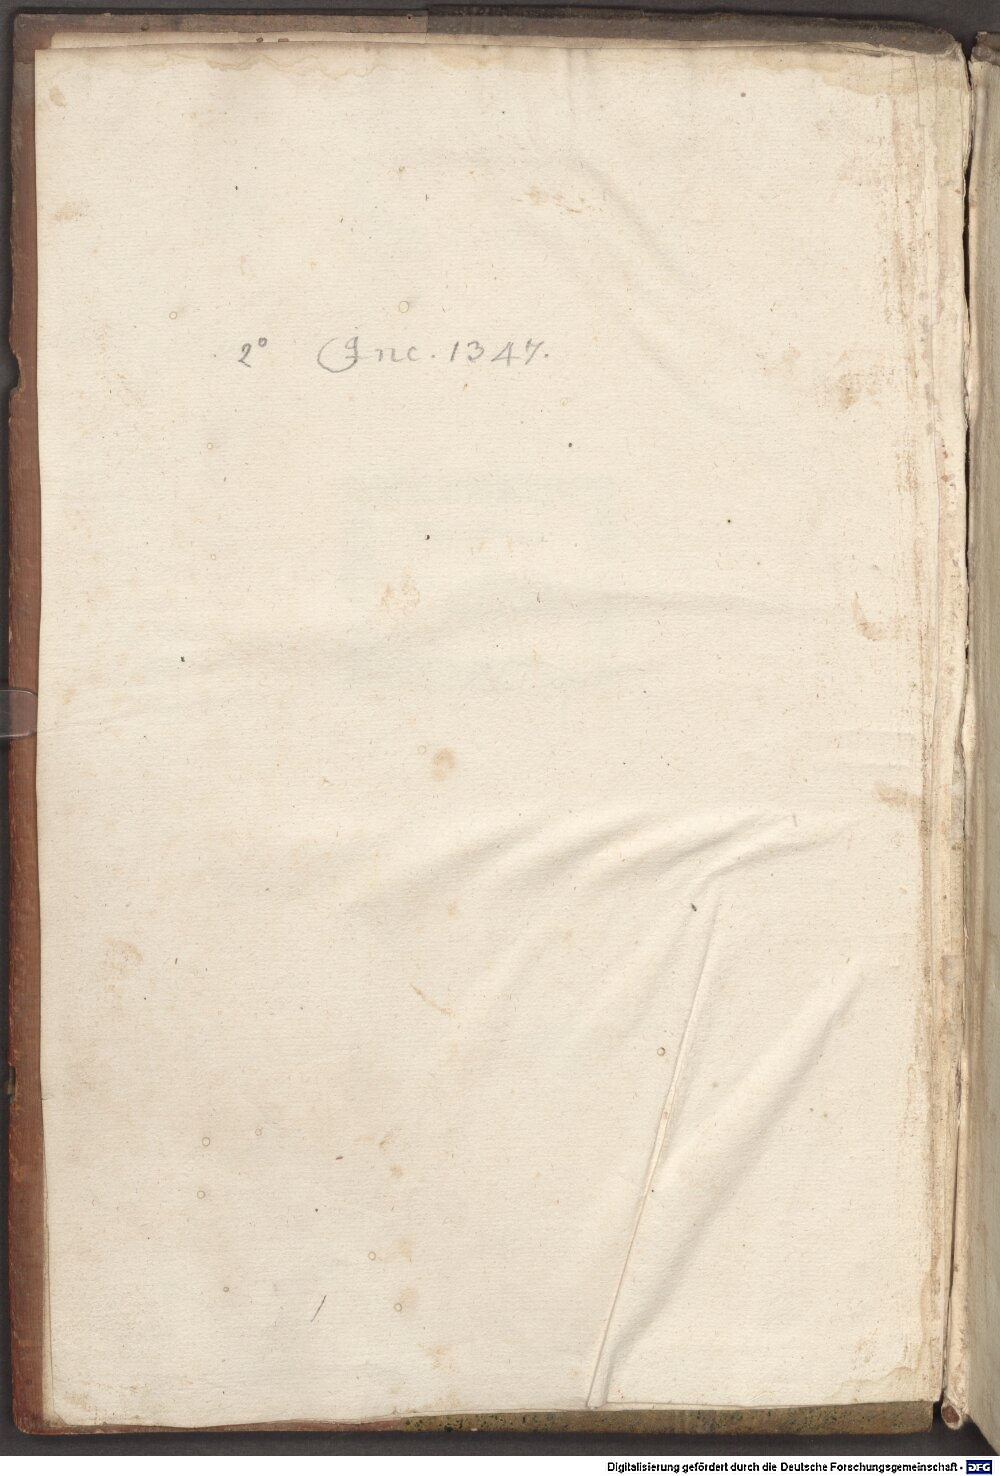 2° Inc. 1347.
Digitalisierung gefördert durch die Deutsche Forschungsgemeinschaft - DFG